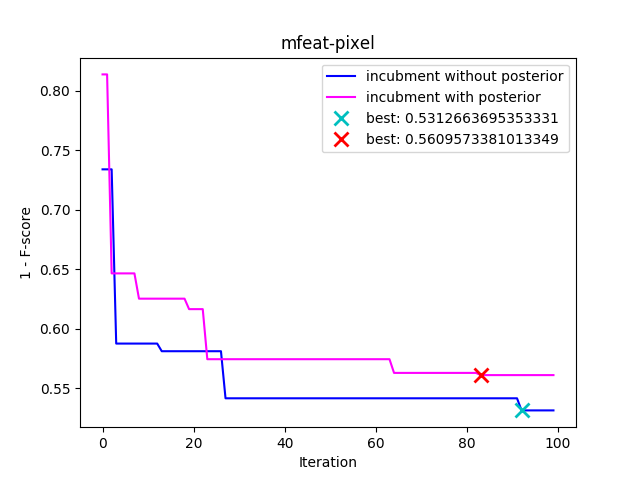 mfeat-pixel
incubment without posterior
incubment with posterior
best: 0.5312663695353331
best: 0.5609573381013349
1 - F-score
0.80
0.75
0.70
0.65
0.60
0.55
0 20 40 60 80 100
Iteration